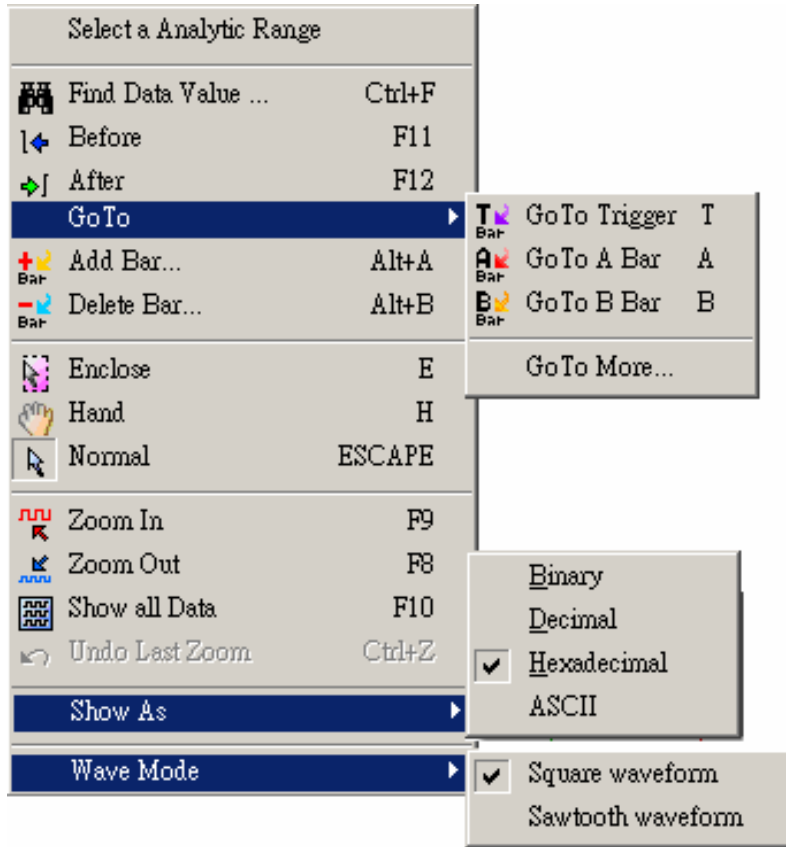 Select a Analytic Range
Find Data Value ... Ctrl+F
Before F11
After F12
GoTo
Add Bar... Alt+A
Delete Bar... Alt+B
Enclose E
Hand H
Normal ESCAPE
Zoom In F9
Zoom Out F8
Show all Data F10
Undo Last Zoom Ctrl+Z
Show As
Wave Mode
T Bar GoTo Trigger T
A Bar GoTo A Bar A
B Bar GoTo B Bar B
GoTo More...
Binary
Decimal
Hexadecimal
ASCII
Square waveform
Sawtooth waveform
Bar
Bar